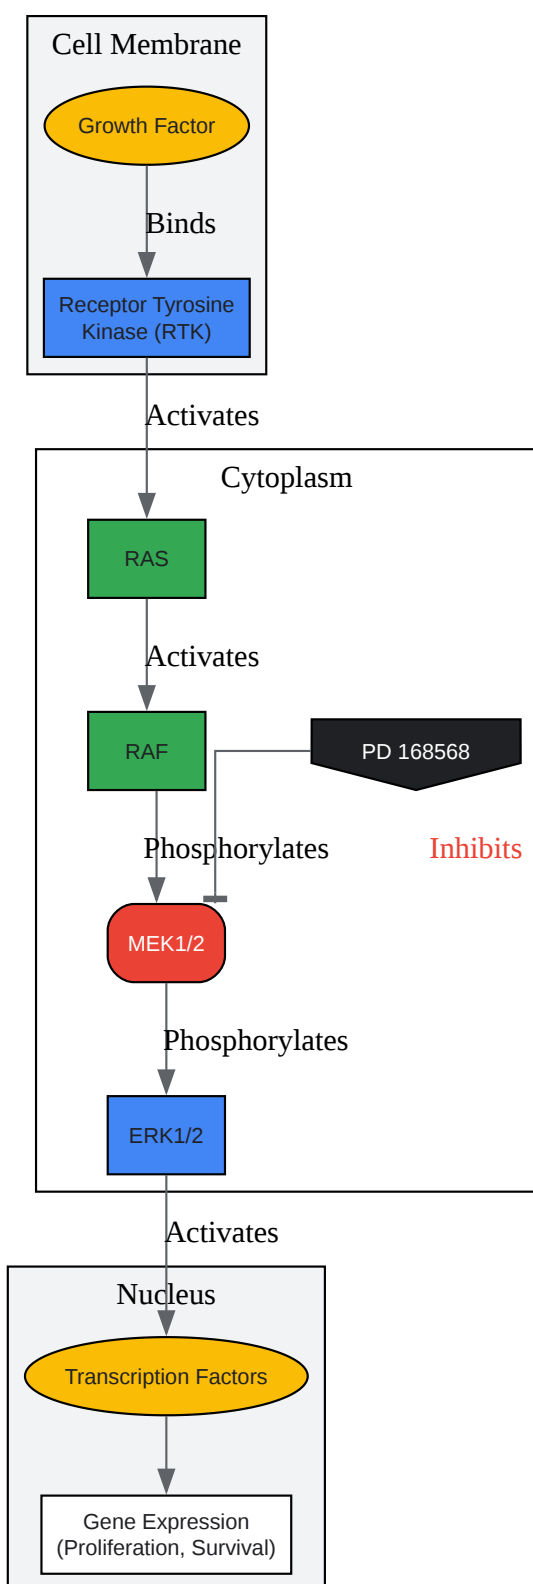 Cell Membrane
Growth Factor
Binds
Receptor Tyrosine
Kinase (RTK)
Activates
Cytoplasm
RAS
Activates
RAF
PD 168568
Phosphorylates
Inhibits
MEK1/2
Phosphorylates
ERK1/2
Activates
Nucleus
Transcription Factors
Gene Expression
(Proliferation, Survival)